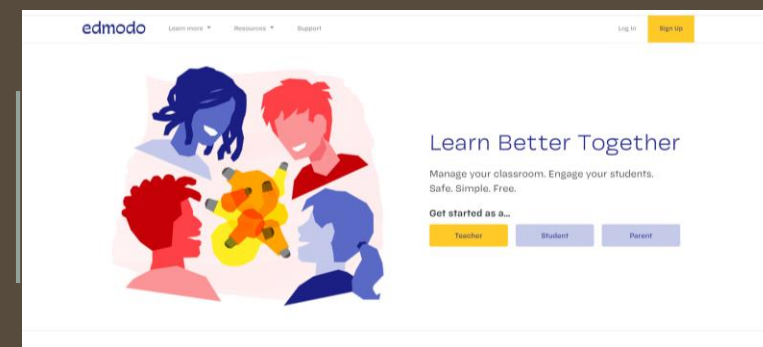 edmodo
Learn more
Resources
Support
Log In
Sign Up
Learn Better Together
Manage your classroom. Engage your students.
Safe. Simple. Free.
Get started as a...
Teacher
Student
Parent